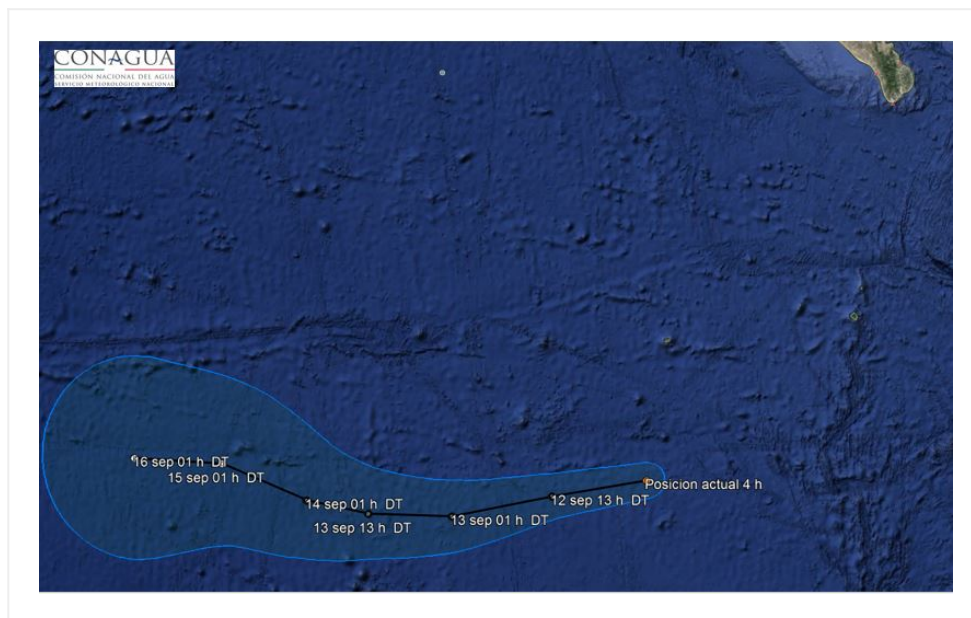 CONAGUA
COMISIÓN NACIONAL DEL AGUA
SERVICIO METEOROLÓGICO NACIONAL
16 sep 01 h DT
15 sep 01 h DT
14 sep 01 h DT
13 sep 13 h DT
13 sep 01 h DT
12 sep 13 h DT
Posicion actual 4 h